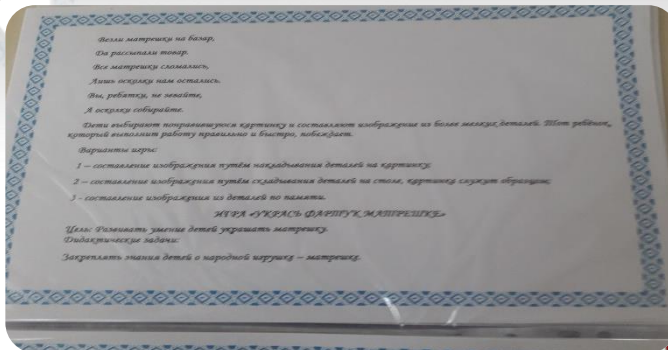 Везли матрешки на базар,
Да рассыпали товар.
Все матрешки сломались,
Лишь осколки нам остались.
Вы, ребятки, не зевайте,
А осколки собирайте.
Дети выбирают понравившуюся картинку и составляют изображение из более мелких деталей. Тот ребёнок,
который выполнит работу правильно и быстро, побеждает.
Варианты игры:
1 – составление изображения путём накладывания деталей на картинку;
2 – составление изображения путём складывания деталей на столе, картинка служит образцом;
3 - составление изображения из деталей по памяти.
ИГРА «УКРАСЬ ФАРТУК МАТРЕШКЕ»
Цель: Развивать умение детей украшать матрешку.
Дидактические задачи:
Закреплять знания детей о народной игрушке – матрешке.